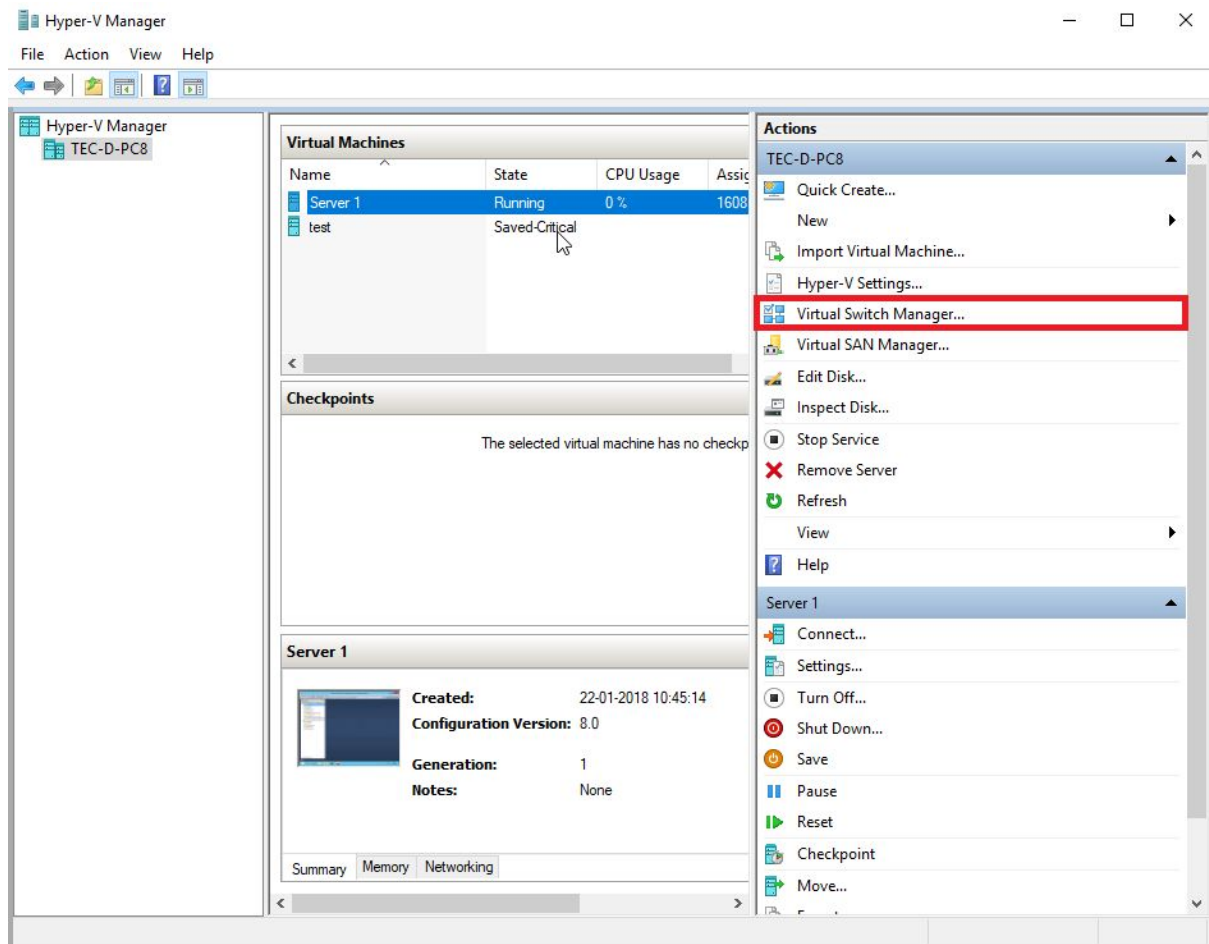 Hyper-V Manager
File Action View Help
Hyper-V Manager
TEC-D-PC8
Virtual Machines
Name State CPU Usage Assig
Server 1 Running 0 % 1608
test Saved-Critical
Checkpoints
The selected virtual machine has no checkp
Server 1
Created: 22-01-2018 10:45:14
Configuration Version: 8.0
Generation: 1
Notes: None
Summary Memory Networking
Actions
TEC-D-PC8
Quick Create...
New
Import Virtual Machine...
Hyper-V Settings...
Virtual Switch Manager...
Virtual SAN Manager...
Edit Disk...
Inspect Disk...
Stop Service
Remove Server
Refresh
View
Help
Server 1
Connect...
Settings...
Turn Off...
Shut Down...
Save
Pause
Reset
Checkpoint
Move...